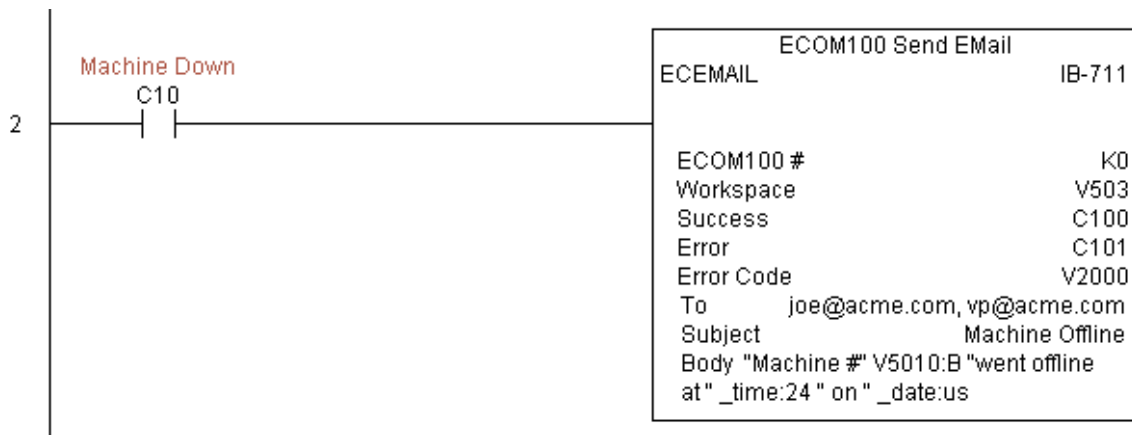 Machine Down
C10
2
ECOM100 Send EMail
ECEMAIL IB-711
ECOM100 # K0
Workspace V503
Success C100
Error C101
Error Code V2000
To joe@acme.com, vp@acme.com
Subject Machine Offline
Body "Machine #" V5010:B "went offline
at " _time:24 " on " _date:us